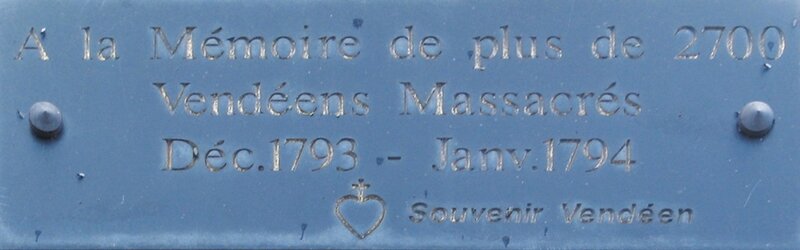 A la Mémoire de plus de 2700
Vendéens Massacrés
Déc.1793 - Janv.1794
Souvenir Vendéen